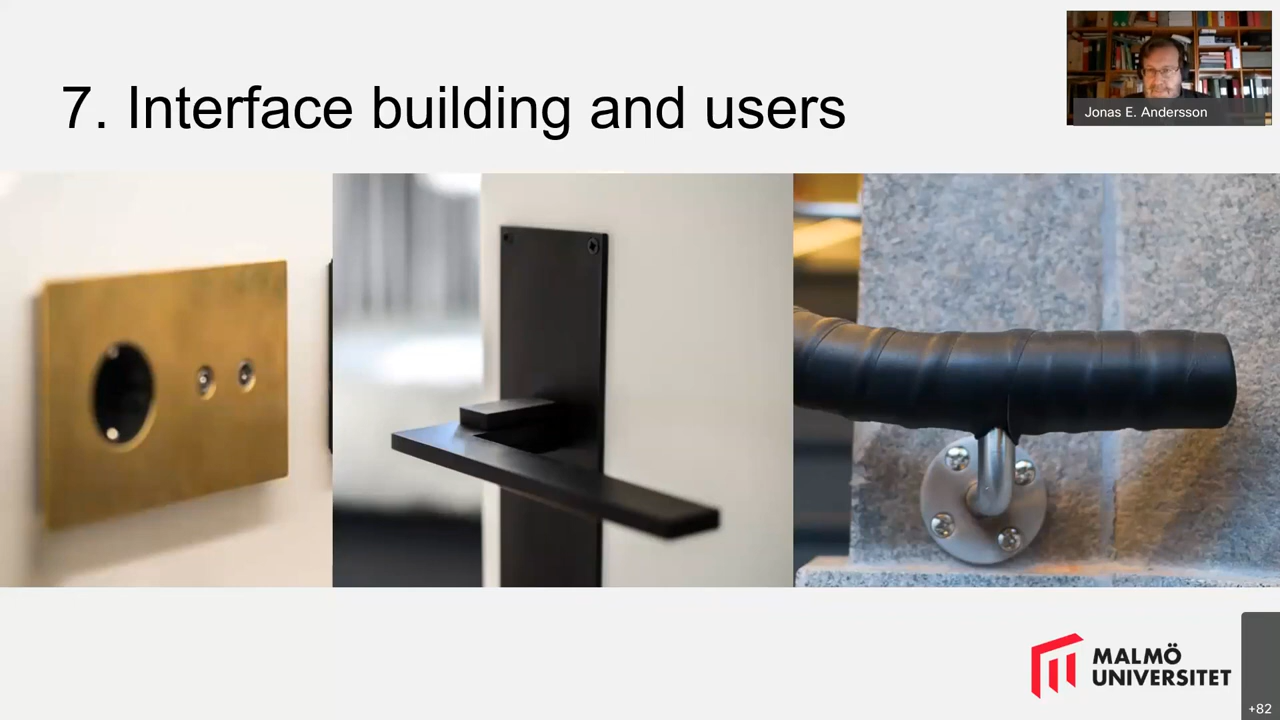 7. Interface building and users
Jonas E. Andersson
MALMÖ
UNIVERSITET
+82